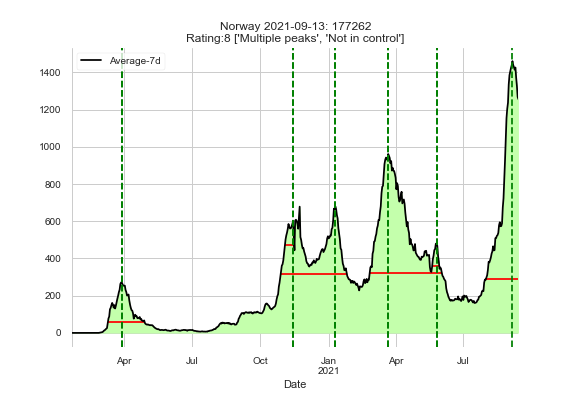 Norway 2021-09-13: 177262
Rating:8 ['Multiple peaks', 'Not in control']
Average-7d
1400
1200
1000
800
600
400
200
0
Apr Jul Oct Jan Apr Jul
2021
Date